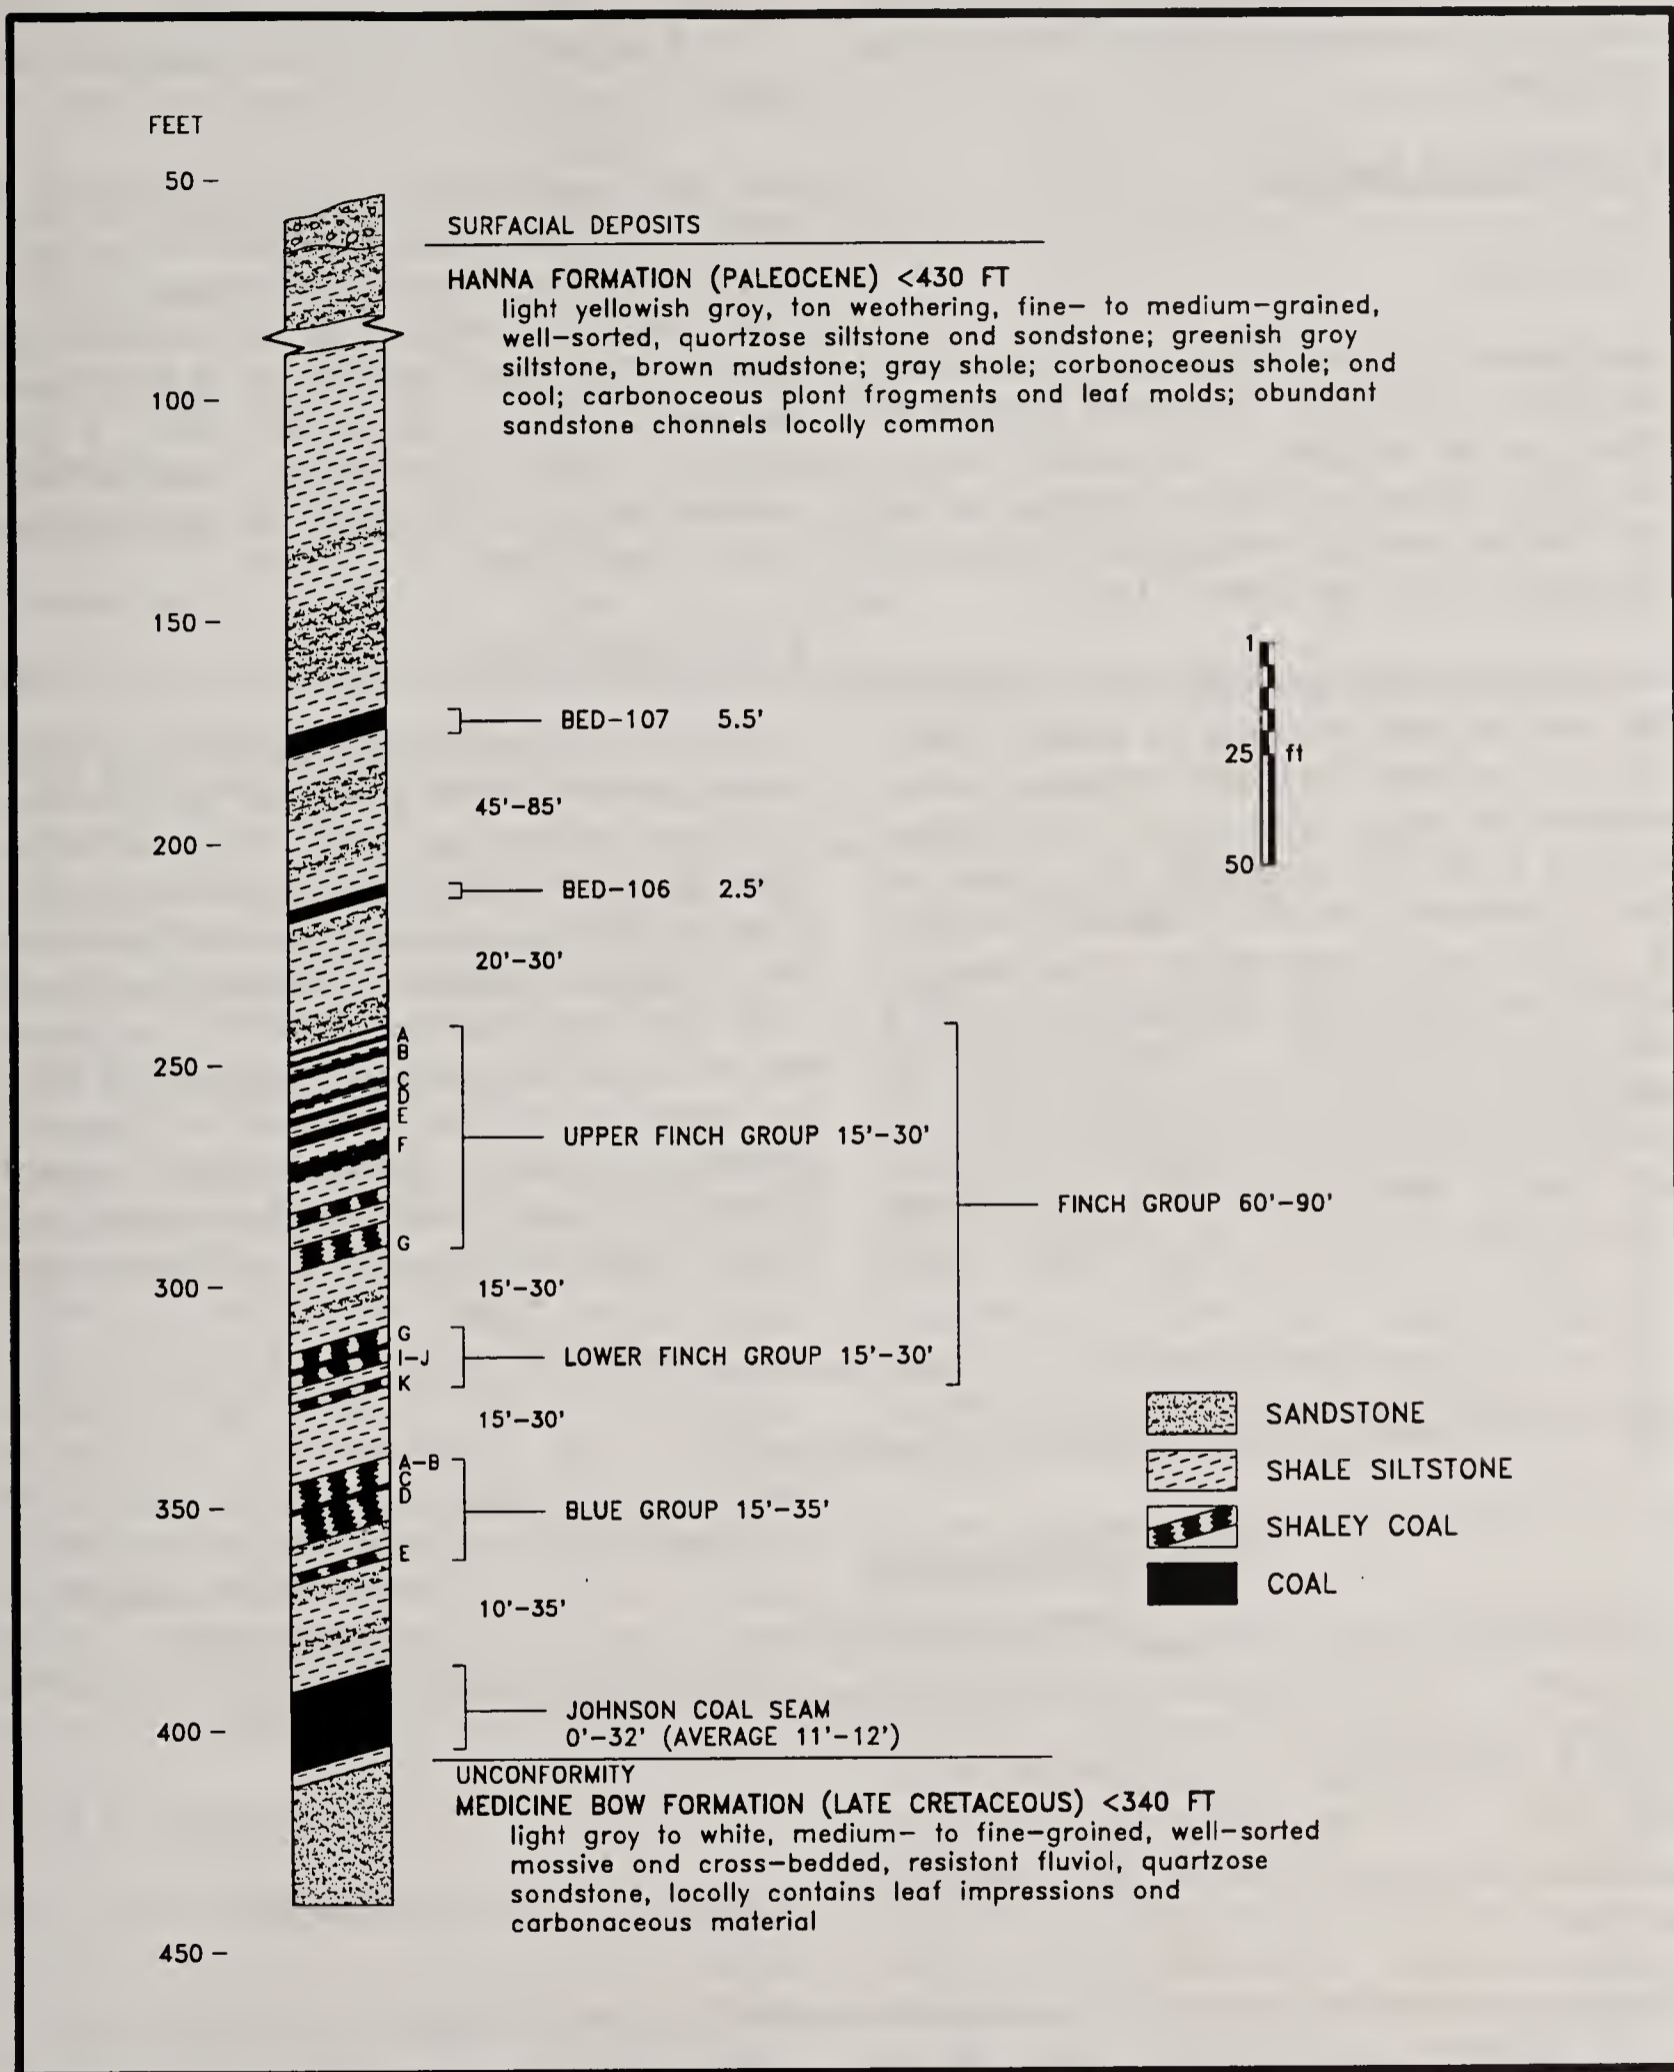 FEET
50 –
SURFACIAL DEPOSITS
HANNA FORMATION (PALEOCENE) <430 FT
light yellowish groy, ton weothering, fine– to medium–grained,
well–sorted, quortzose siltstone ond sondstone; greenish groy
siltstone, brown mudstone; gray shole; corbonoceous shole; ond
cool; carbonoceous plont frogments ond leaf molds; obundant
sandstone chonnels locolly common
100 –
150 –
1
25 ft
50
BED–107 5.5'
45'–85'
200 –
BED–106 2.5'
20'–30'
250 –
A
B
C
D
E
F
G
UPPER FINCH GROUP 15'–30'
FINCH GROUP 60'–90'
300 –
15'–30'
G
I–J
K
LOWER FINCH GROUP 15'–30'
15'–30'
A–B
C
D
E
350 –
BLUE GROUP 15'–35'
10'–35'
SANDSTONE
SHALE SILTSTONE
SHALEY COAL
COAL
400 –
JOHNSON COAL SEAM
0'–32' (AVERAGE 11'–12')
UNCONFORMITY
MEDICINE BOW FORMATION (LATE CRETACEOUS) <340 FT
light groy to white, medium– to fine–groined, well–sorted
mossive ond cross–bedded, resistont fluviol, quartzose
sondstone, locolly contains leaf impressions ond
carbonaceous material
450 –